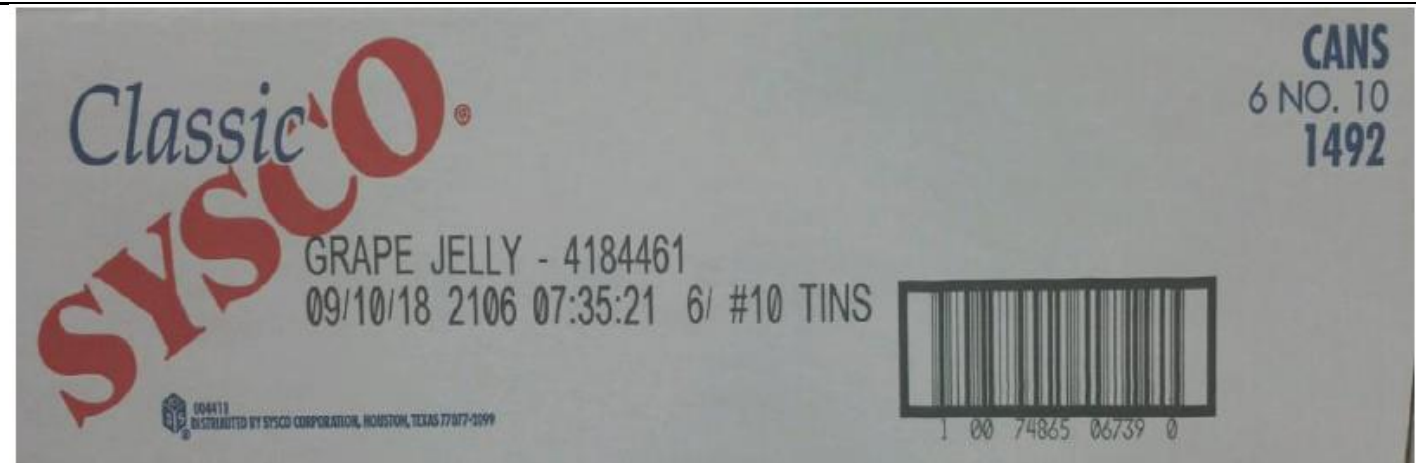 Classic
SYSCO®
CANS
6 NO. 10
1492
GRAPE JELLY - 4184461
09/10/18 2106 07:35:21 6/ #10 TINS
004413
DISTRIBUTED BY SYSCO CORPORATION, HOUSTON, TEXAS 77077-2099
1 00 74865 06739 0